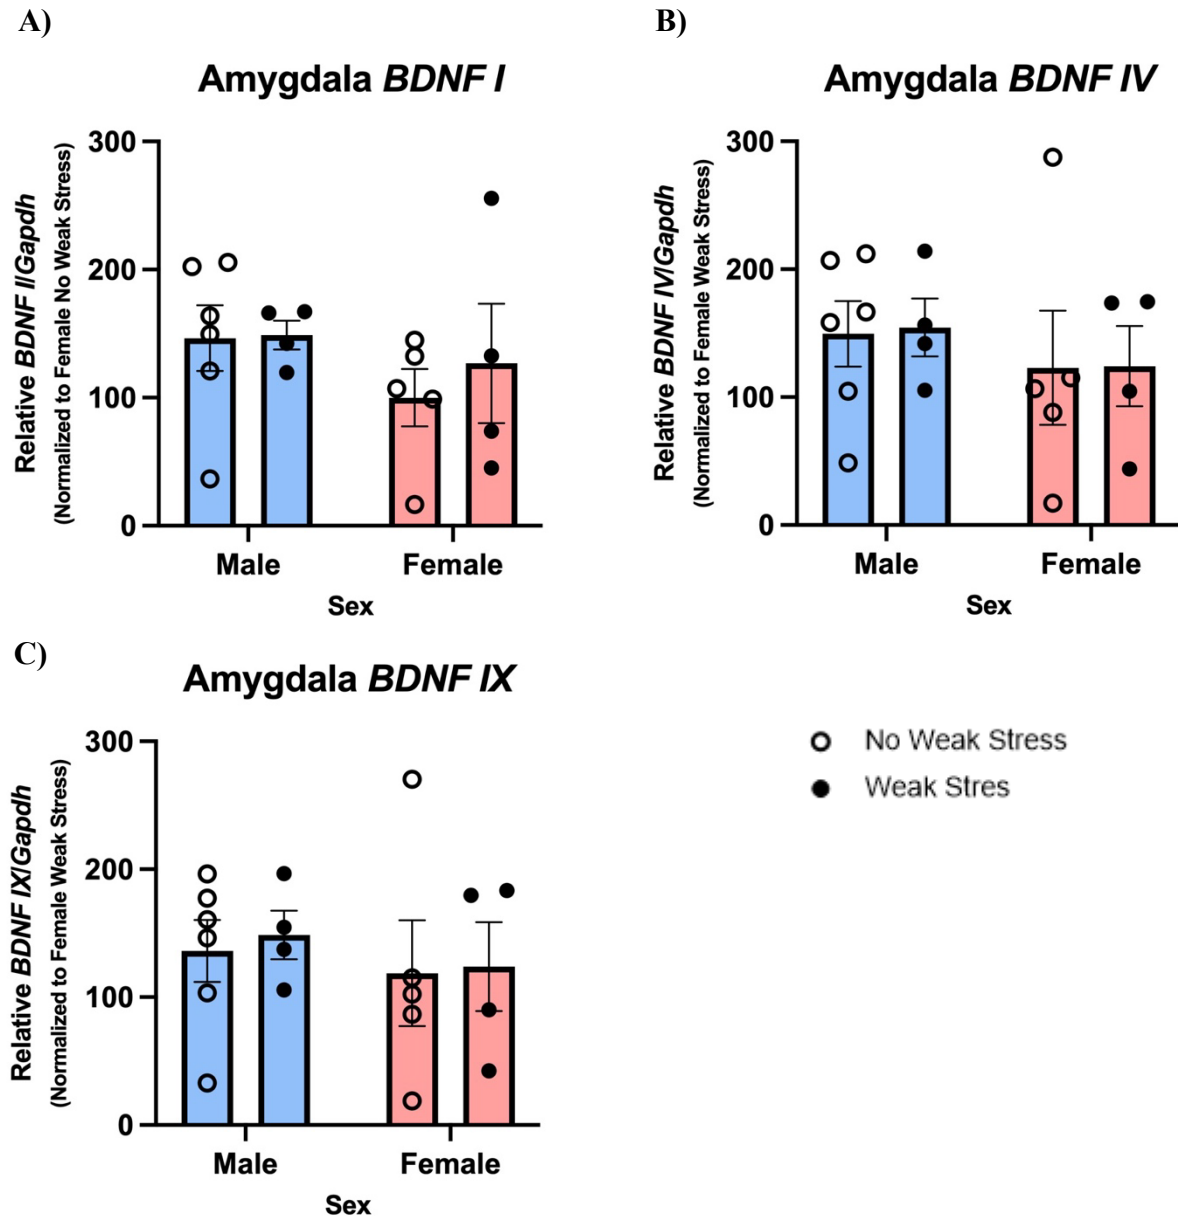 A)
Amygdala BDNF I
Relative BDNF I/Gapdh
(Normalized to Female No Weak Stress)
300
200
100
0
Male
Female
Sex
B)
Amygdala BDNF IV
Relative BDNF IV/Gapdh
(Normalized to Female Weak Stress)
300
200
100
0
Male
Female
Sex
C)
Amygdala BDNF IX
Relative BDNF IX/Gapdh
(Normalized to Female Weak Stress)
300
200
100
0
Male
Female
Sex
No Weak Stress
Weak Stres